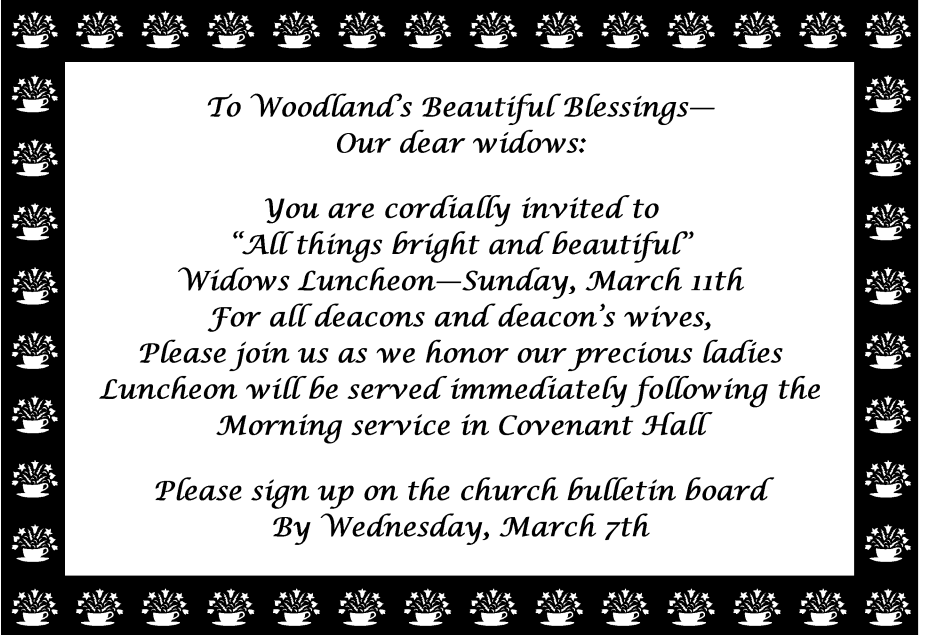 To Woodland's Beautiful Blessings—
Our dear widows:
You are cordially invited to
“All things bright and beautiful”
Widows Luncheon—Sunday, March 11th
For all deacons and deacon's wives,
Please join us as we honor our precious ladies
Luncheon will be served immediately following the
Morning service in Covenant Hall
Please sign up on the church bulletin board
By Wednesday, March 7th